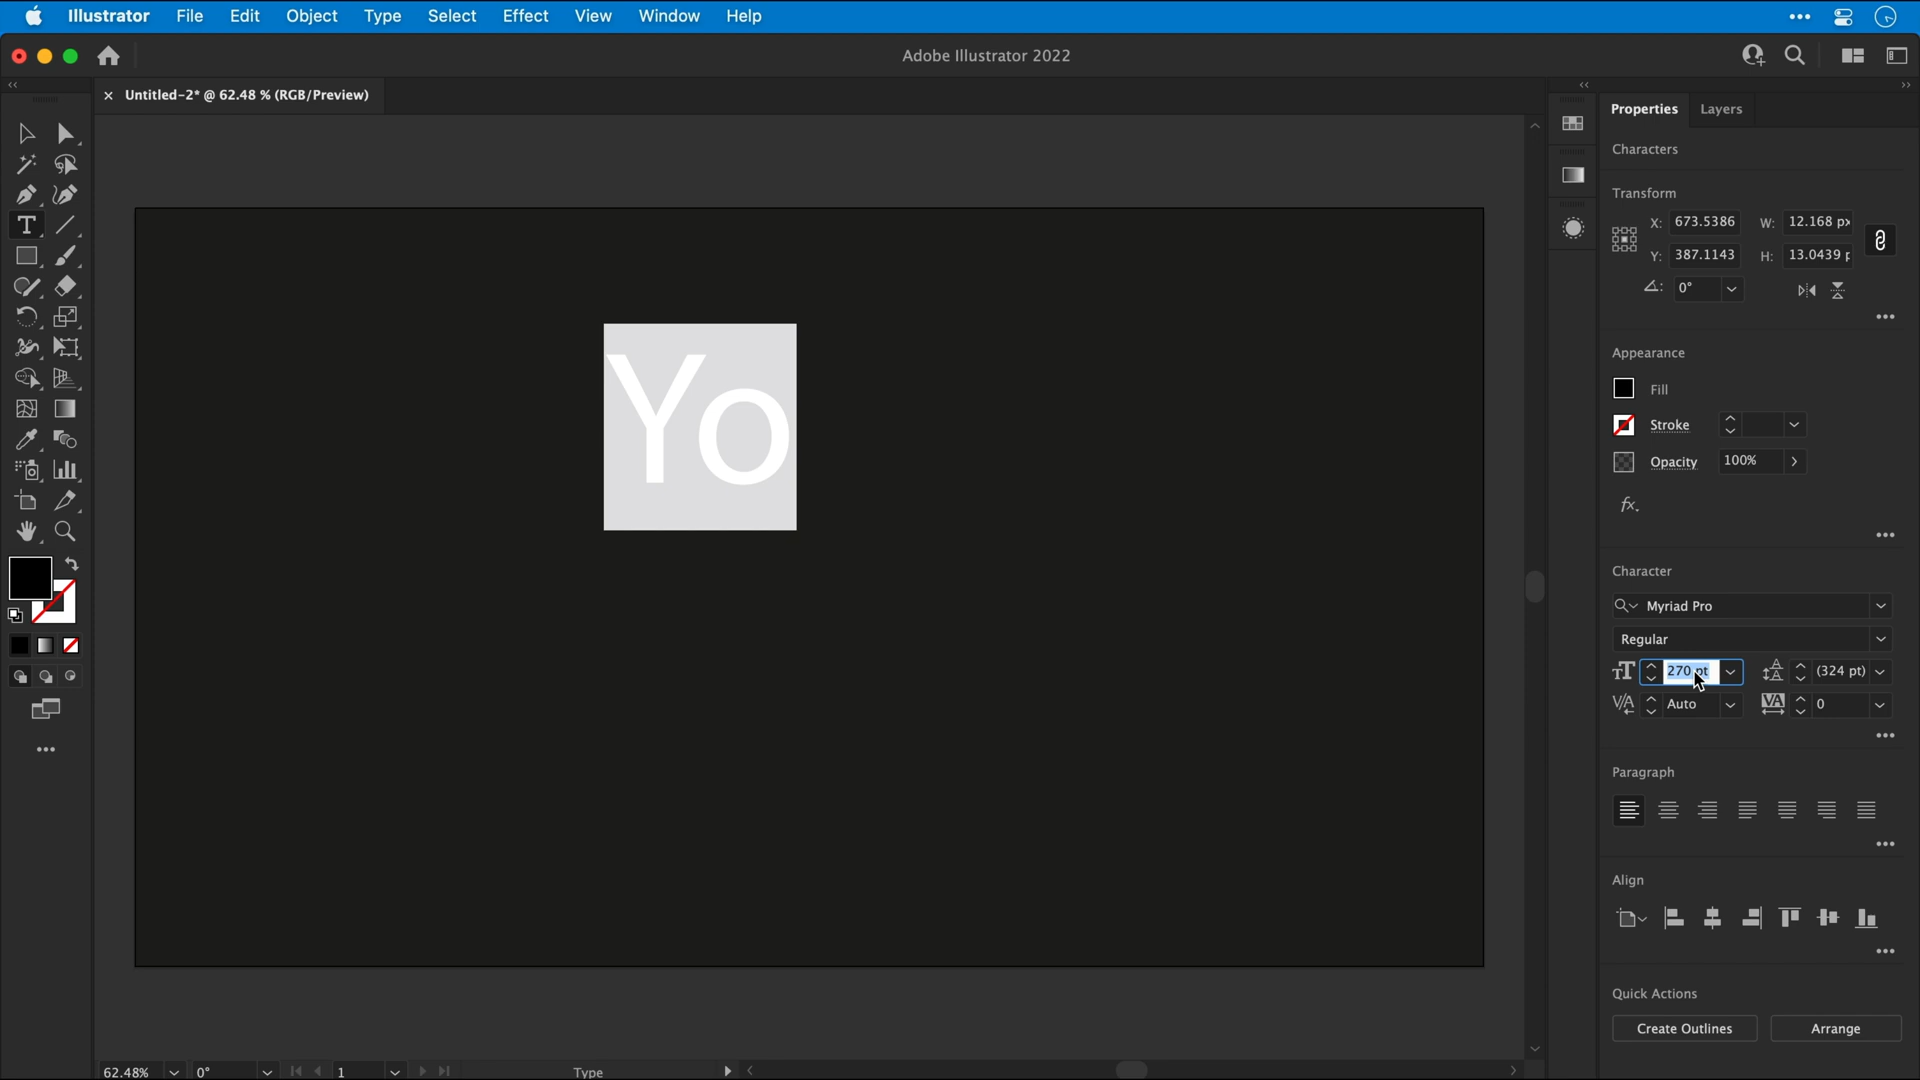 Illustrator File Edit Object Type Select Effect View Window Help
Adobe Illustrator 2022
Untitled-2* @ 62.48 % (RGB/Preview)
Properties Layers
Characters
Transform
X: 673.5386 W: 12.168 px
Y: 387.1143 H: 13.0439 p
0°
Appearance
Fill
Stroke
Opacity 100%
fx.
Yo
Character
Myriad Pro
Regular
270 pt (324 pt)
Auto 0
Paragraph
Align
Quick Actions
Create Outlines Arrange
62.48% 0° 1 Type